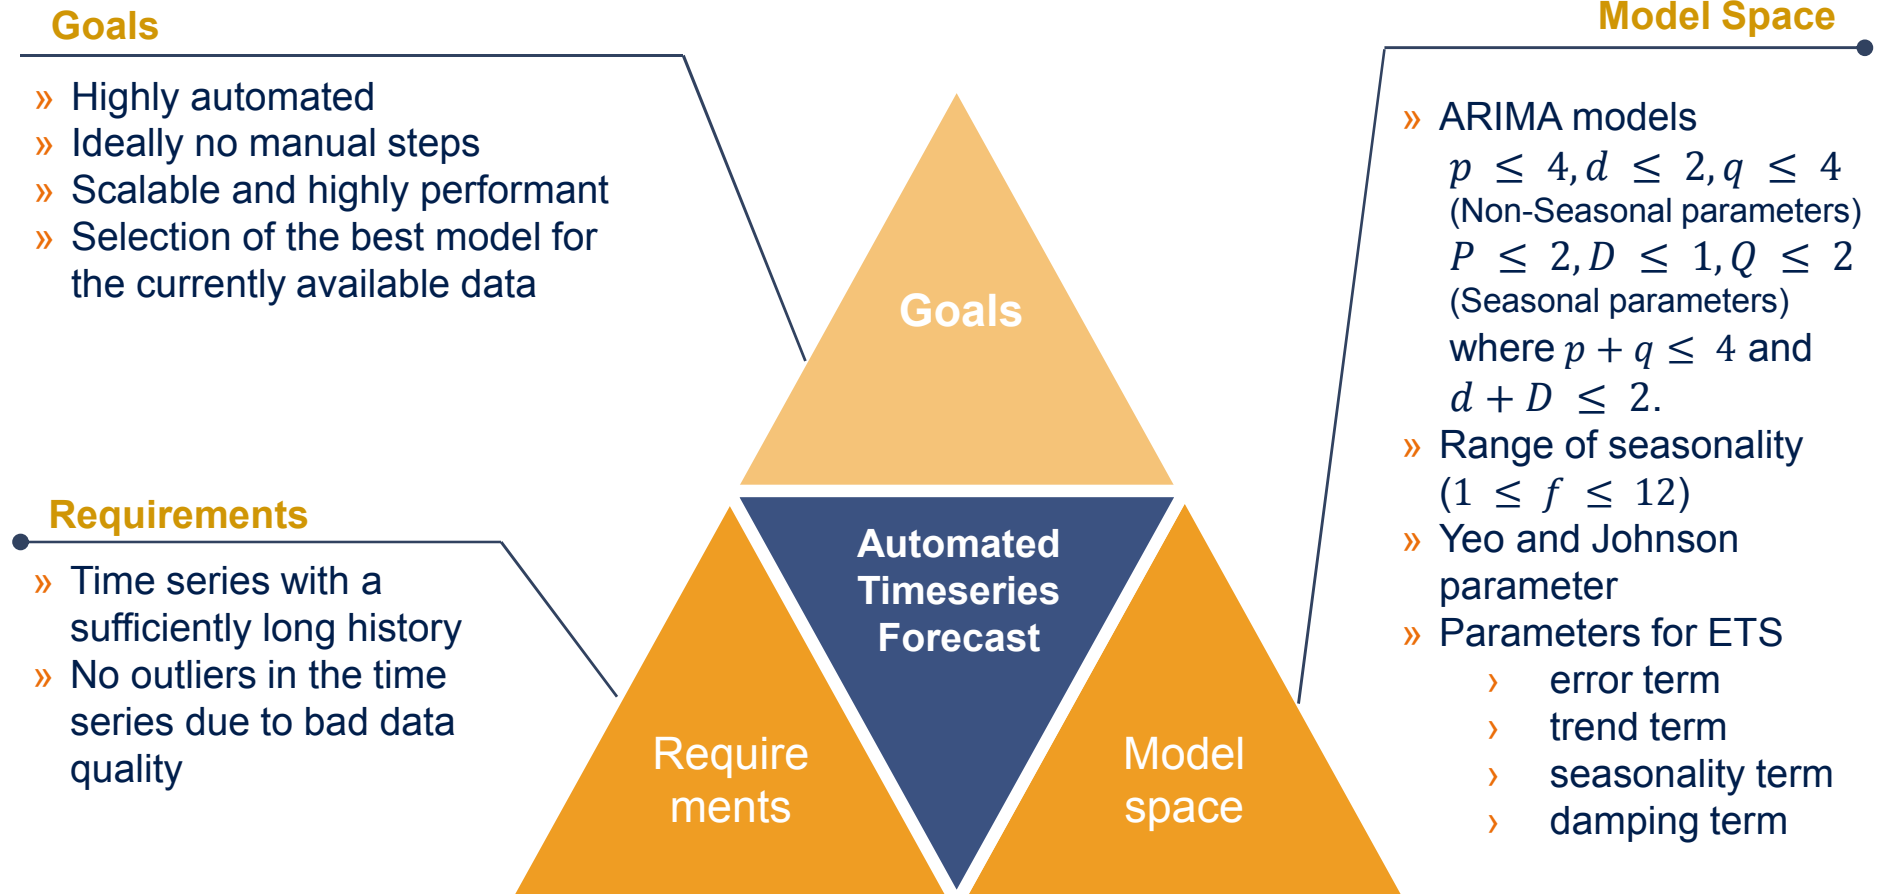 Goals
» Highly automated
» Ideally no manual steps
» Scalable and highly performant
» Selection of the best model for
the currently available data
Requirements
» Time series with a
sufficiently long history
» No outliers in the time
series due to bad data
quality
Goals
Automated
Timeseries
Forecast
Require
ments
Model
space
Model Space
» ARIMA models
p ≤ 4, d ≤ 2, q ≤ 4
(Non-Seasonal parameters)
P ≤ 2, D ≤ 1, Q ≤ 2
(Seasonal parameters)
where p + q ≤ 4 and
d + D ≤ 2.
» Range of seasonality
(1 ≤ f ≤ 12)
» Yeo and Johnson
parameter
» Parameters for ETS
› error term
› trend term
› seasonality term
› damping term